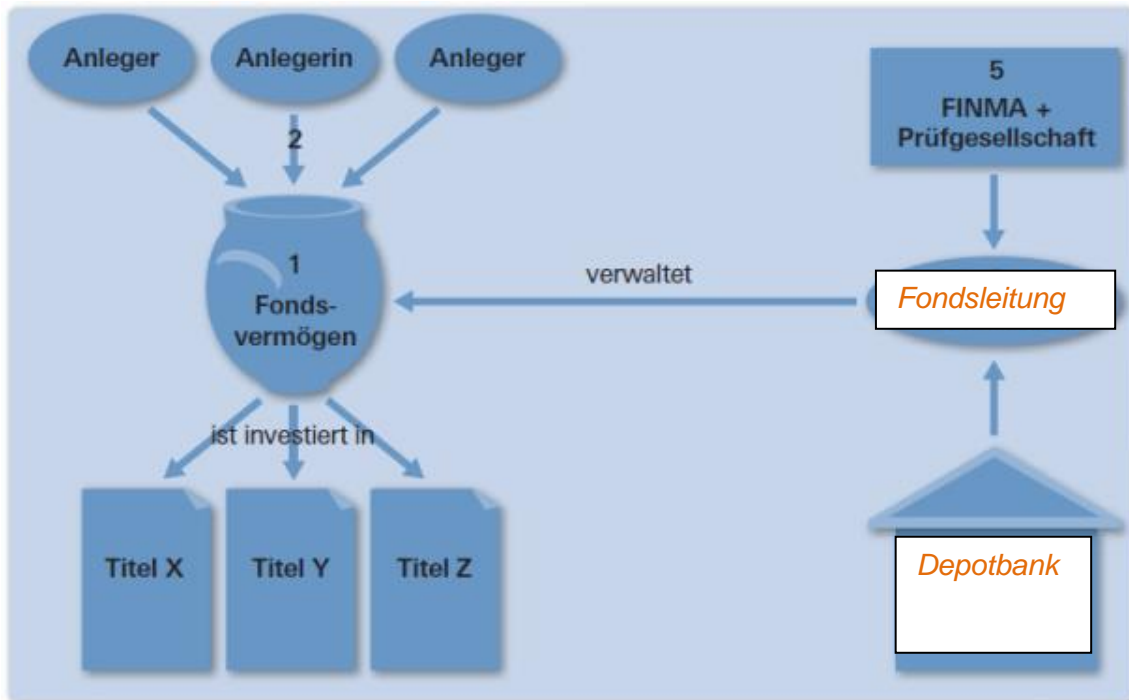 Anleger
Anlegerin
Anleger
2
5
FINMA +
Prüfgesellschaft
1
Fonds-
vermögen
verwaltet
Fondsleitung
ist investiert in
Titel X
Titel Y
Titel Z
Depotbank